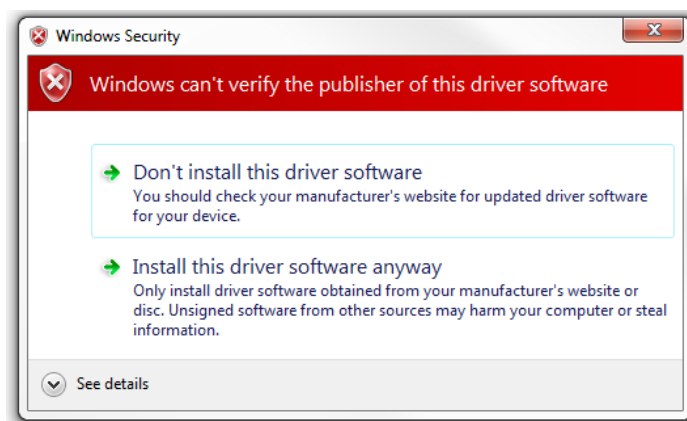 Windows Security
Windows can't verify the publisher of this driver software
Don't install this driver software
You should check your manufacturer's website for updated driver software
for your device.
Install this driver software anyway
Only install driver software obtained from your manufacturer's website or
disc. Unsigned software from other sources may harm your computer or steal
information.
See details